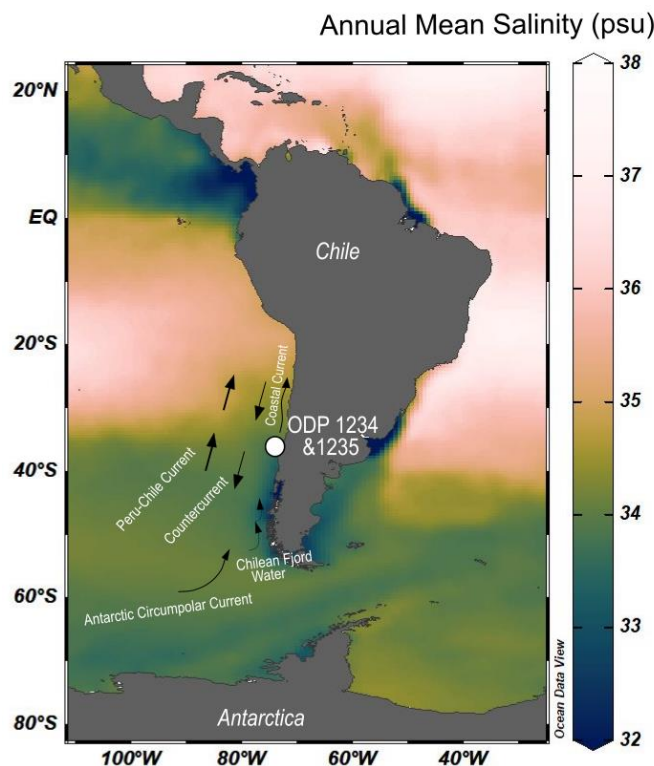 Annual Mean Salinity (psu)
20°N
EQ
20°S
40°S
60°S
80°S
100°W
80°W
60°W
40°W
38
37
36
35
34
33
32
Chile
Coastal Current
ODP 1234
&1235
Peru-Chile Current
Countercurrent
Chilean Fjord
Water
Antarctic Circumpolar Current
Antarctica
Ocean Data View